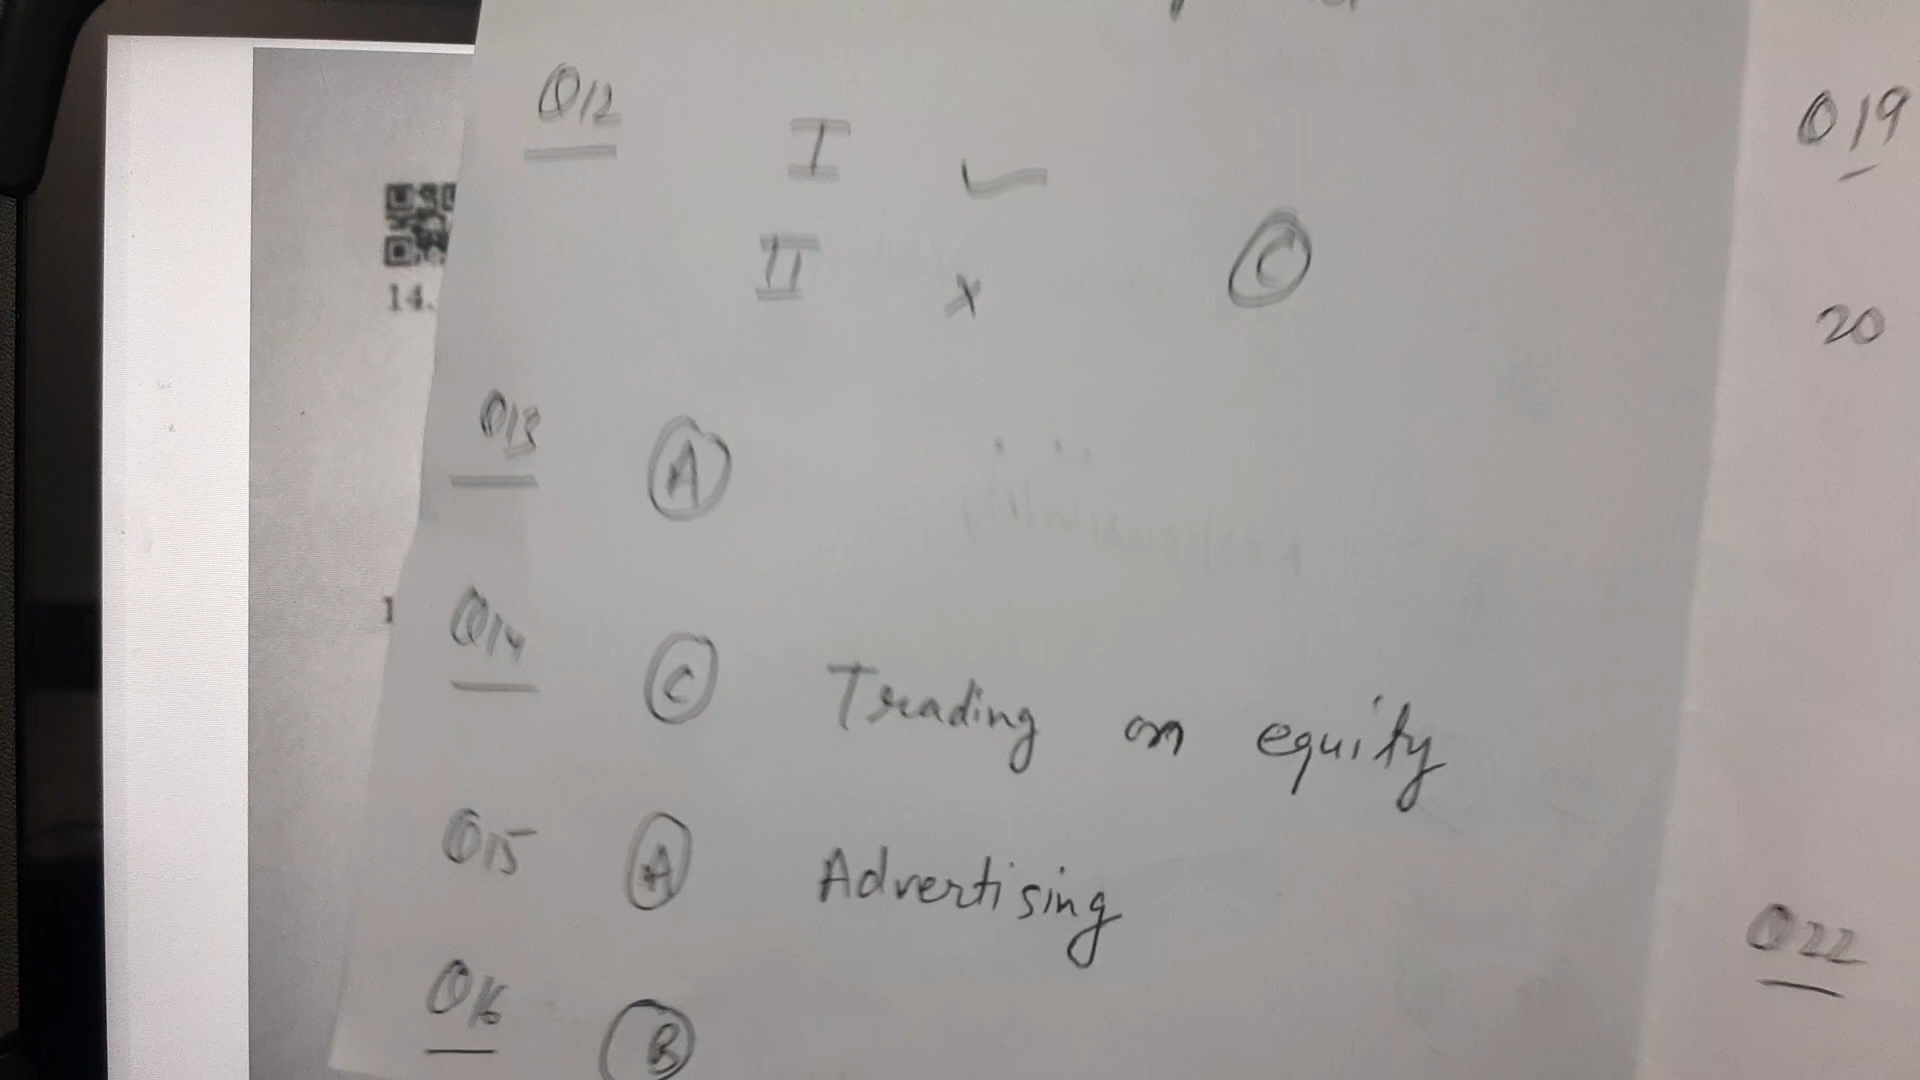 Q12 I ✓
II x C
Q13 A
Q14 C Trading on equity
Q15 A Advertising
Q16 B
14.
Q19
20
Q22